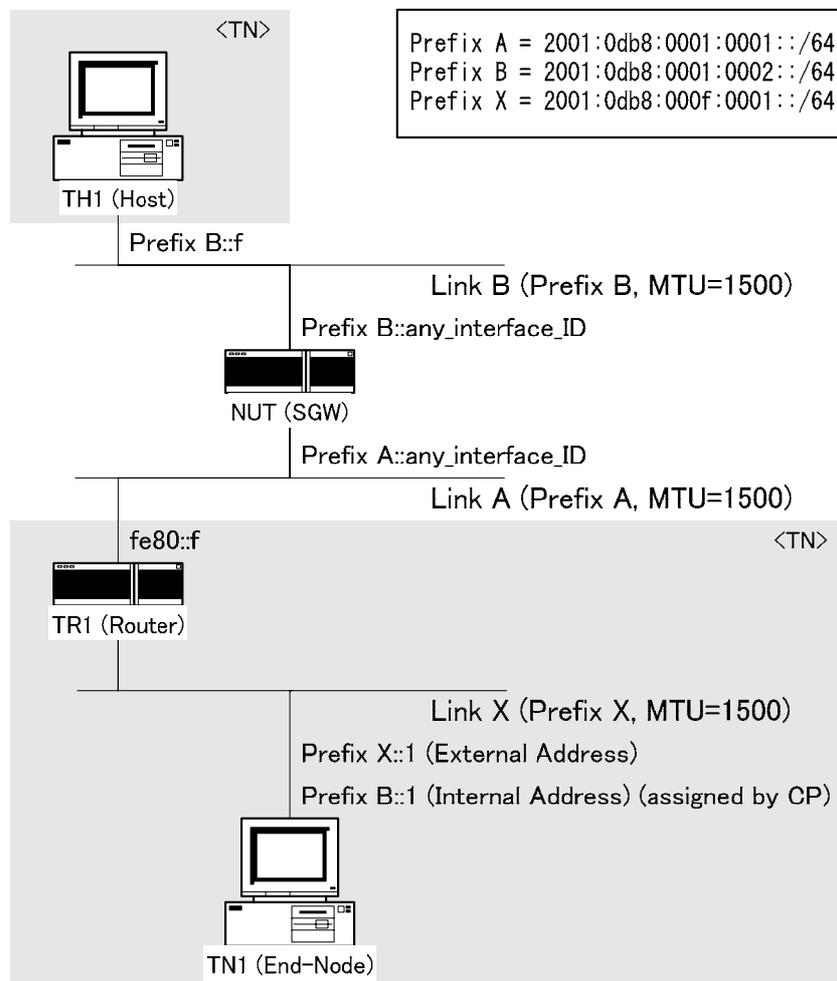 <TN>
Prefix A = 2001:0db8:0001:0001::/64
Prefix B = 2001:0db8:0001:0002::/64
Prefix X = 2001:0db8:000f:0001::/64
TH1 (Host)
Prefix B::f
Link B (Prefix B, MTU=1500)
Prefix B::any_interface_ID
NUT (SGW)
Prefix A::any_interface_ID
Link A (Prefix A, MTU=1500)
fe80::f
<TN>
TR1 (Router)
Link X (Prefix X, MTU=1500)
Prefix X::1 (External Address)
Prefix B::1 (Internal Address) (assigned by CP)
TN1 (End-Node)